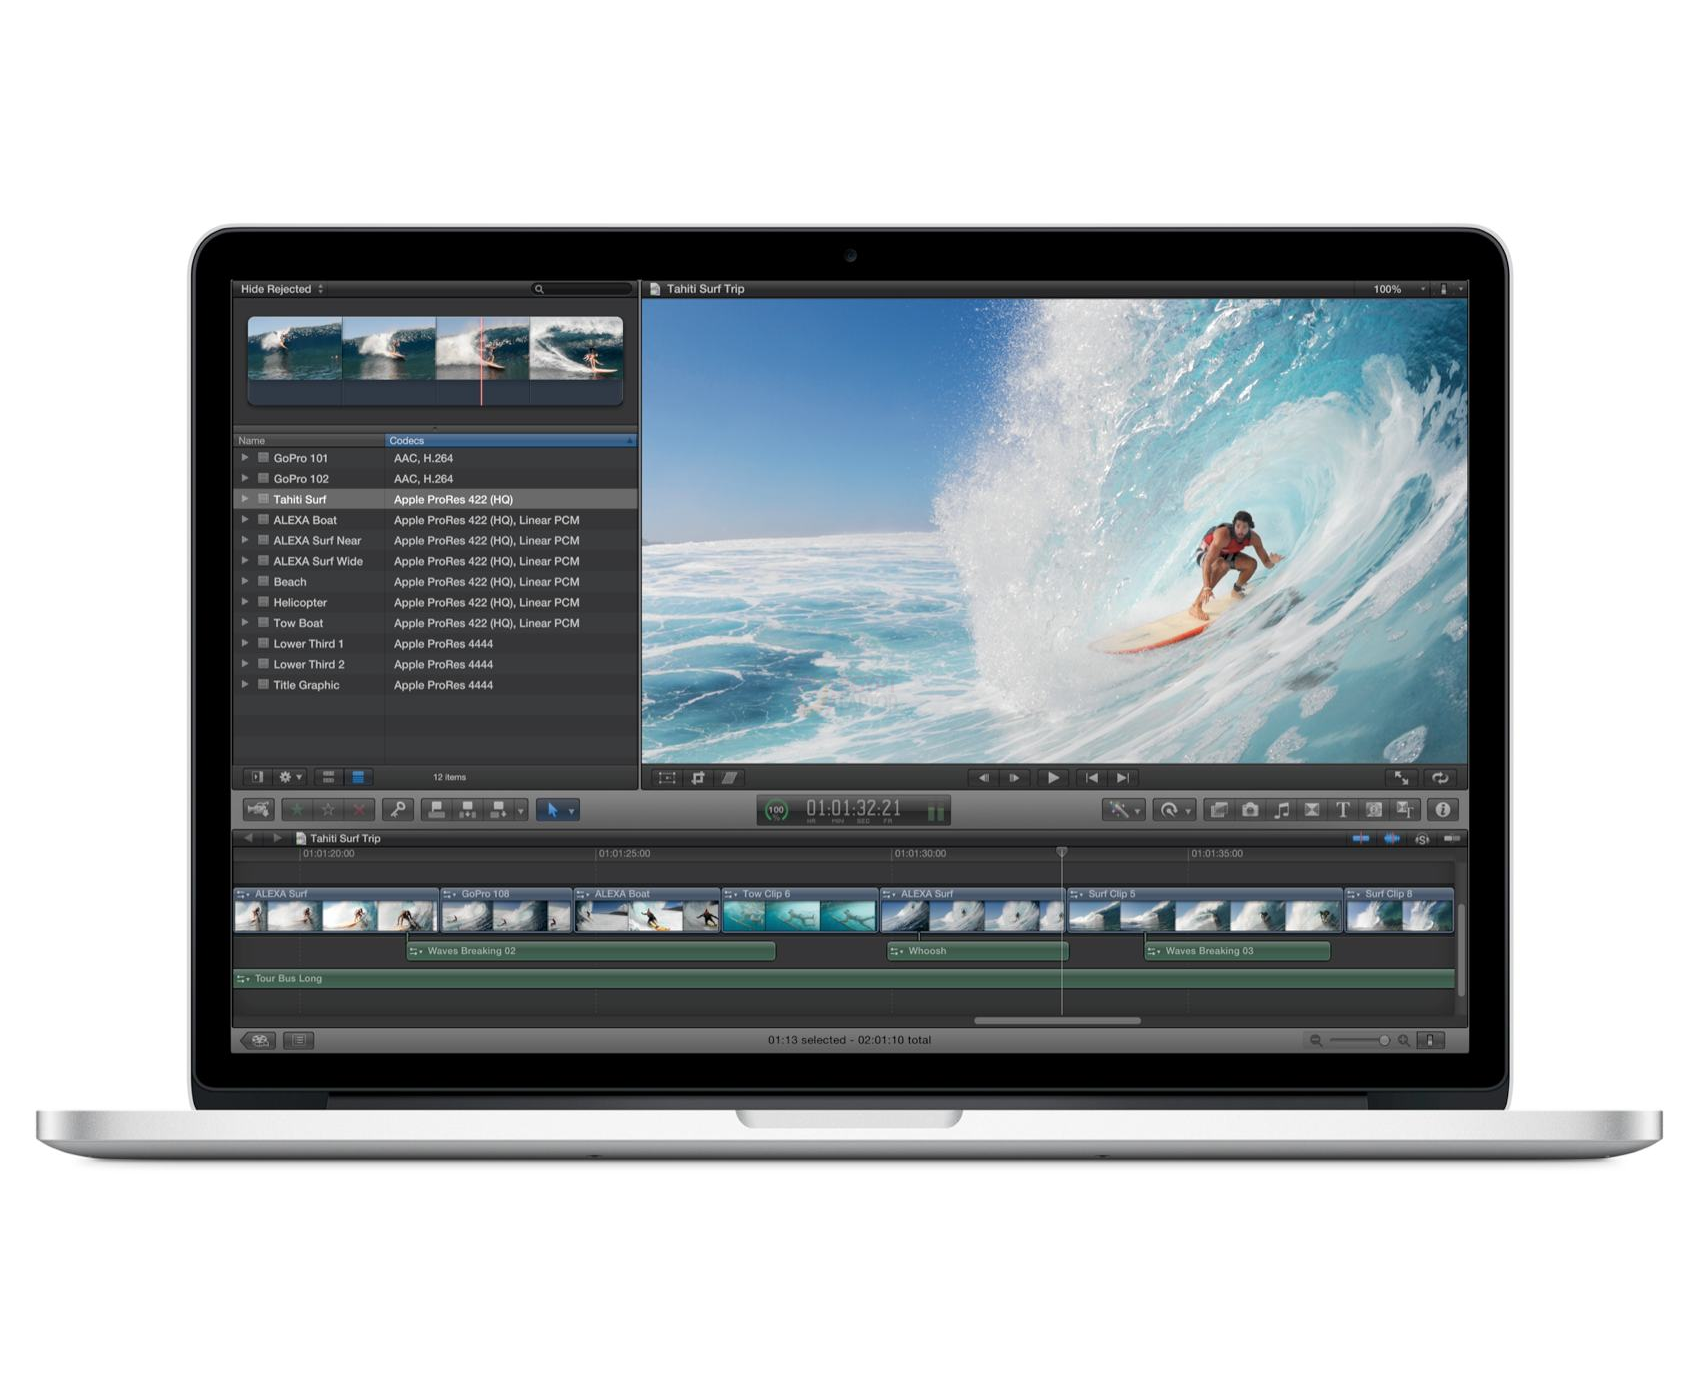 Hide Rejected
Tahiti Surf Trip
100%
Name Codecs
GoPro 101 AAC, H.264
GoPro 102 AAC, H.264
Tahiti Surf Apple ProRes 422 (HQ)
ALEXA Boat Apple ProRes 422 (HQ), Linear PCM
ALEXA Surf Near Apple ProRes 422 (HQ), Linear PCM
ALEXA Surf Wide Apple ProRes 422 (HQ), Linear PCM
Beach Apple ProRes 422 (HQ), Linear PCM
Helicopter Apple ProRes 422 (HQ), Linear PCM
Tow Boat Apple ProRes 422 (HQ), Linear PCM
Lower Third 1 Apple ProRes 4444
Lower Third 2 Apple ProRes 4444
Title Graphic Apple ProRes 4444
12 items
100 % 01:01:32:21
HR MIN SEC FR
Tahiti Surf Trip
01:01:20:00 01:01:25:00 01:01:30:00 01:01:35:00
ALEXA Surf GoPro 108 ALEXA Boat Tow Clip 6 ALEXA Surf Surf Clip 5 Surf Clip 8
Waves Breaking 02 Whoosh Waves Breaking 03
Tour Bus Long
01:13 selected - 02:01:10 total